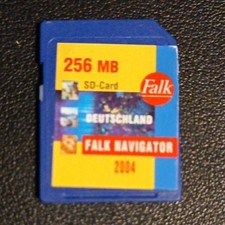 256 MB
SD-Card
Falk
DEUTSCHLAND
FALK NAVIGATOR
2004